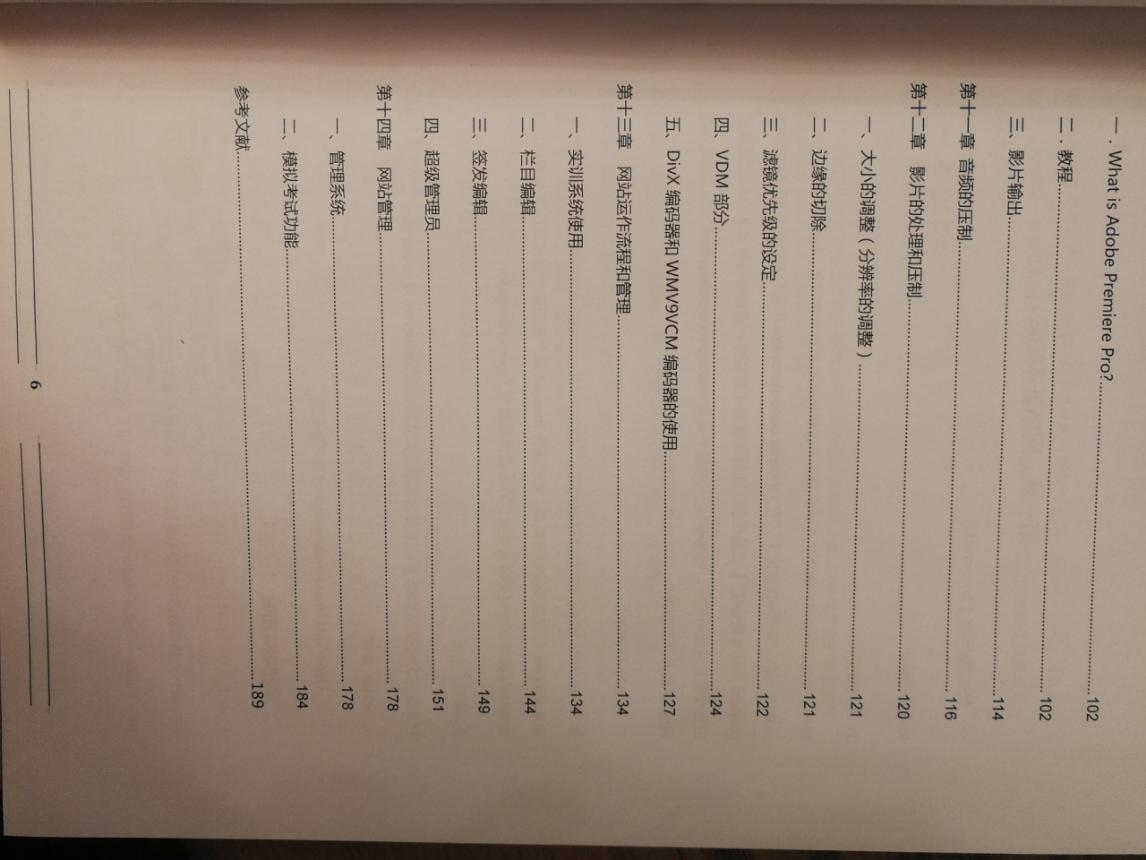 一．What is Adobe Premiere Pro?........................102
二．教程........................102
三、影片输出........................114
第十一章 音频的压制........................116
第十二章 影片的处理和压制........................120
一、大小的调整（分辨率的调整）........................121
二、边缘的切除........................121
三、滤镜优先级的设定........................122
四、VDM 部分........................124
五、DivX 编码器和 WMV9VCM 编码器的使用........................127
第十三章 网站运作流程和管理........................134
一、实训系统使用........................134
二、栏目编辑........................144
三、签发编辑........................149
四、超级管理员........................151
第十四章 网站管理........................178
一、管理系统........................178
二、模拟考试功能........................184
参考文献........................189
6